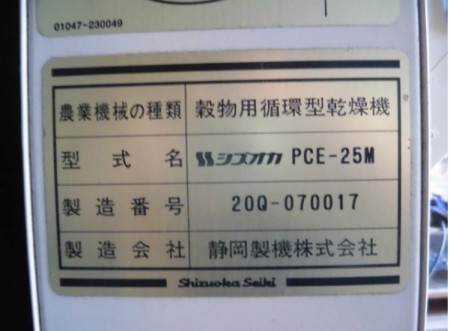 01047-230049
農業機械の種類 穀物用循環型乾燥機
型式名 シズオカ PCE-25M
製造番号 20Q-070017
製造会社 静岡製機株式会社
Shizuoka Seiki